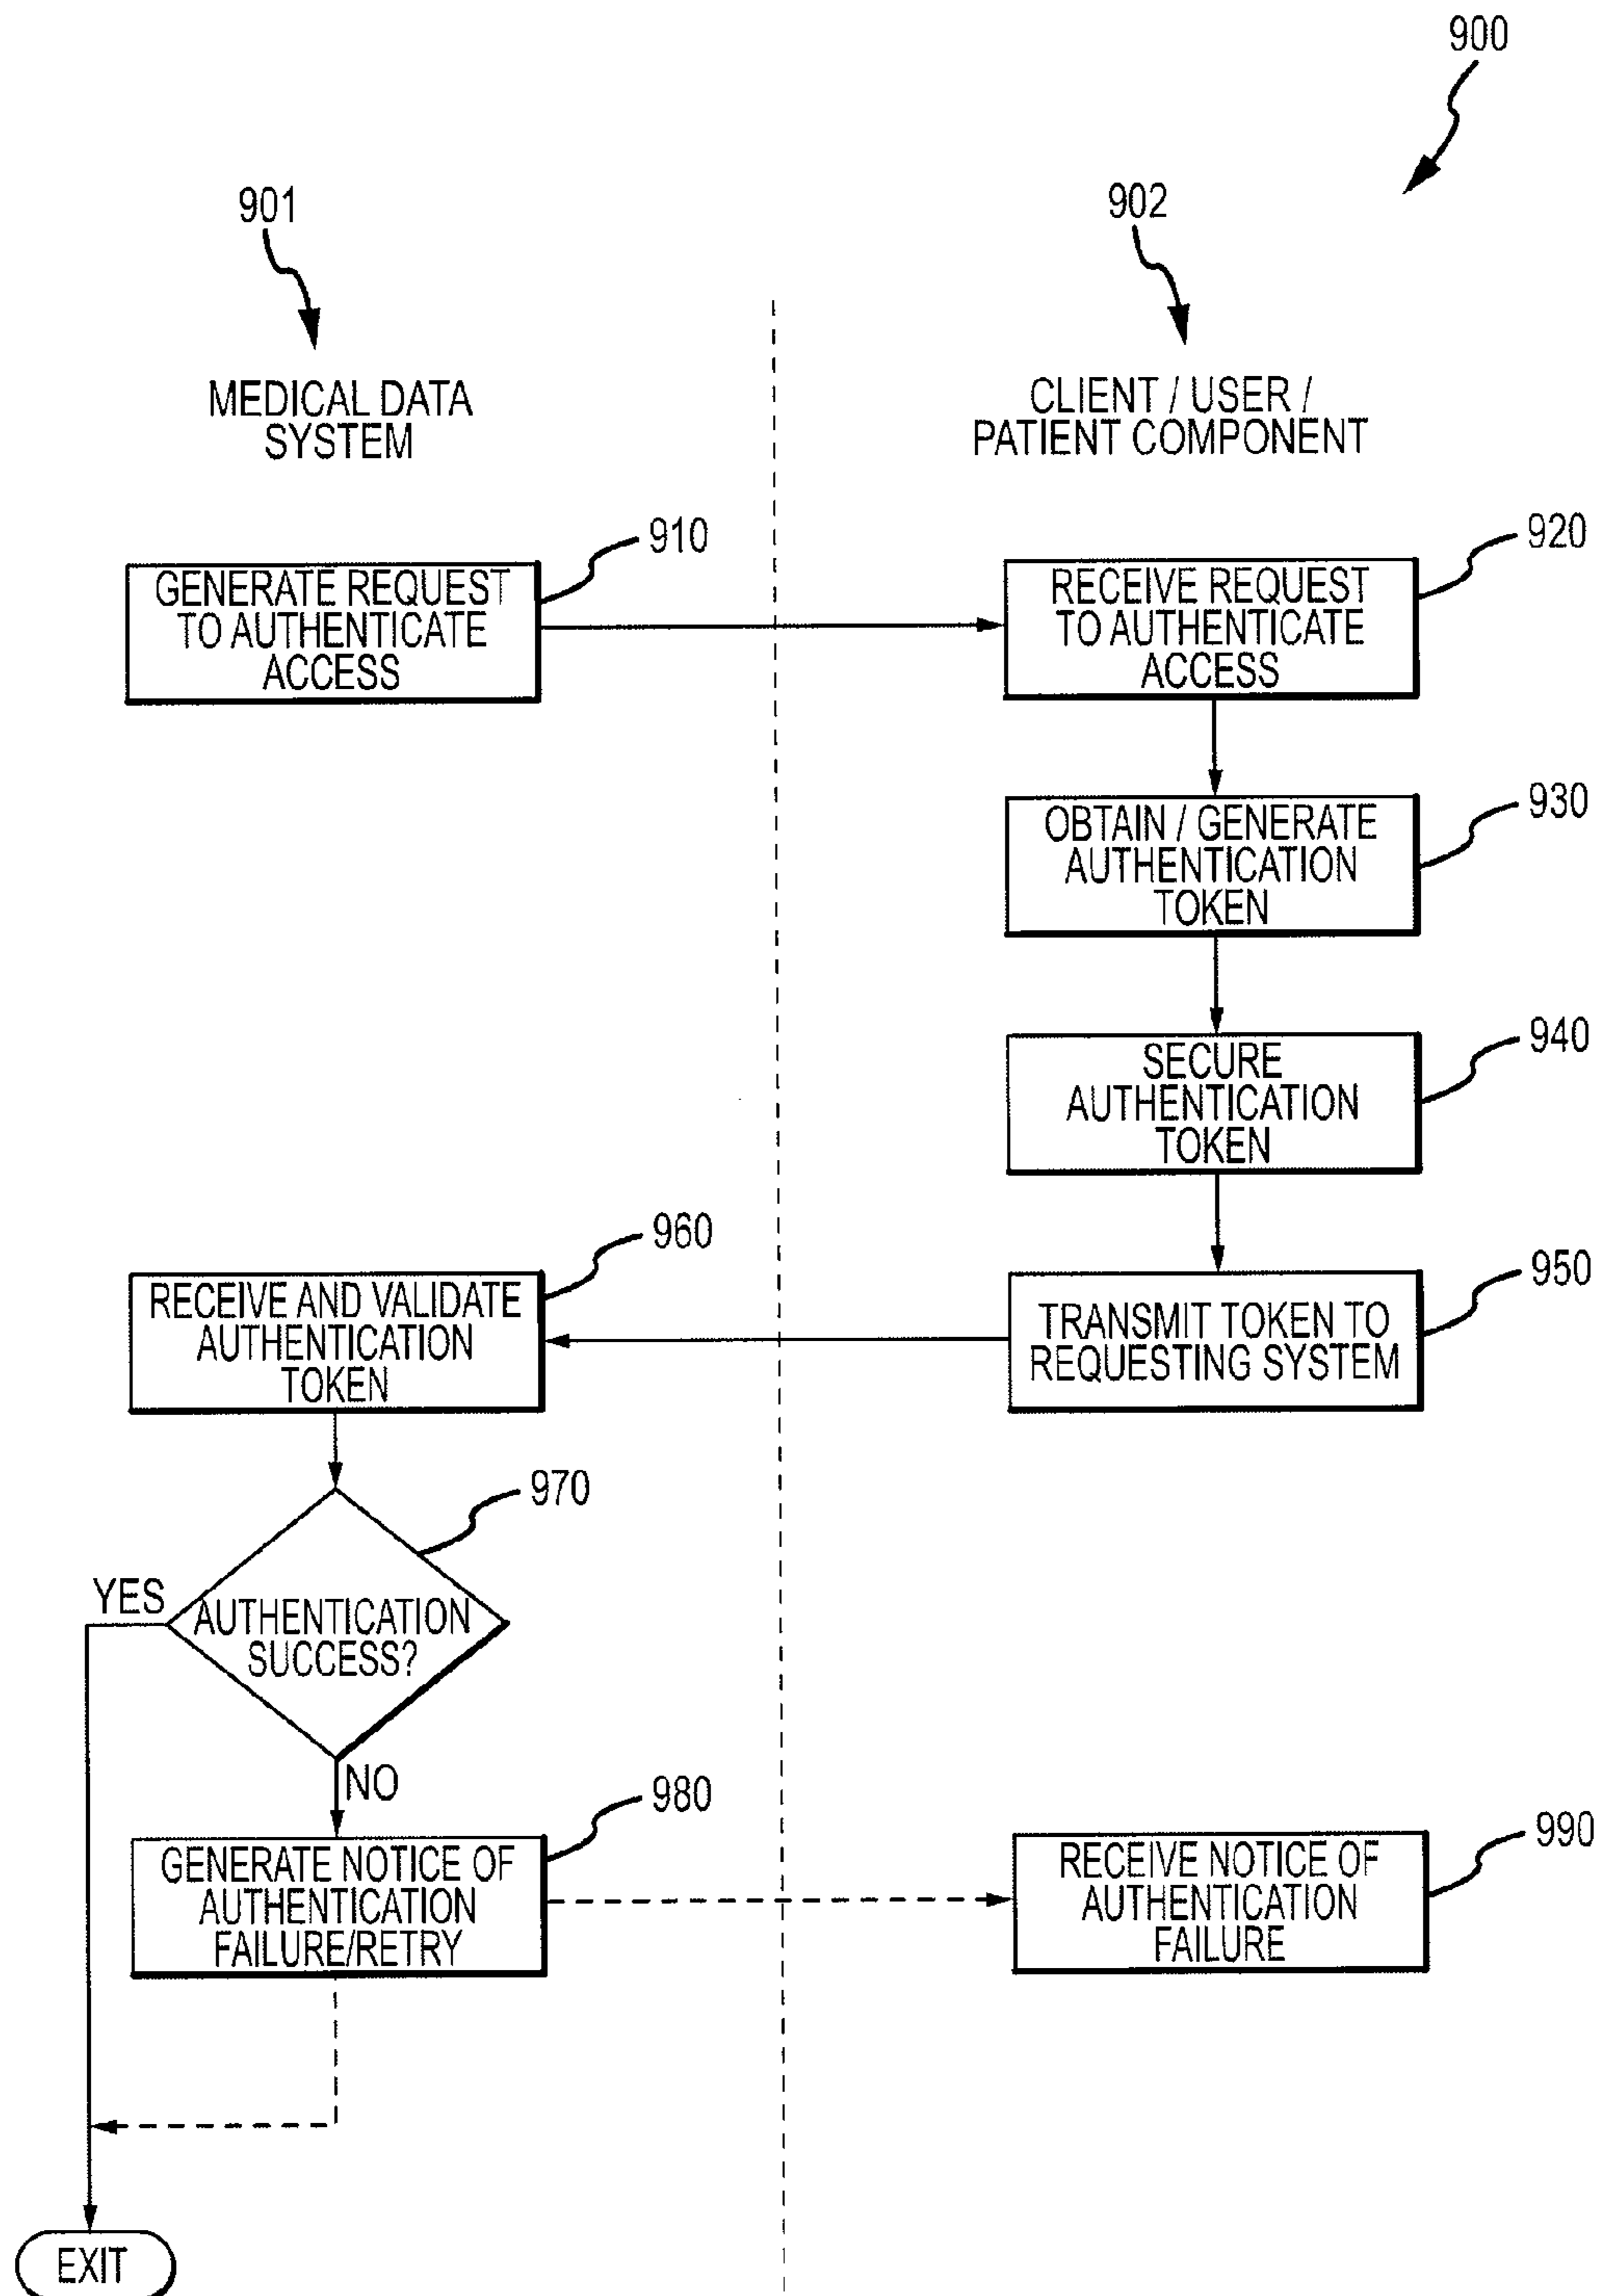 900
901
902
MEDICAL DATA
SYSTEM
CLIENT / USER /
PATIENT COMPONENT
910
GENERATE REQUEST
TO AUTHENTICATE
ACCESS
920
RECEIVE REQUEST
TO AUTHENTICATE
ACCESS
930
OBTAIN / GENERATE
AUTHENTICATION
TOKEN
940
SECURE
AUTHENTICATION
TOKEN
950
TRANSMIT TOKEN TO
REQUESTING SYSTEM
960
RECEIVE AND VALIDATE
AUTHENTICATION
TOKEN
970
YES
AUTHENTICATION
SUCCESS?
NO
980
GENERATE NOTICE OF
AUTHENTICATION
FAILURE/RETRY
990
RECEIVE NOTICE OF
AUTHENTICATION
FAILURE
EXIT